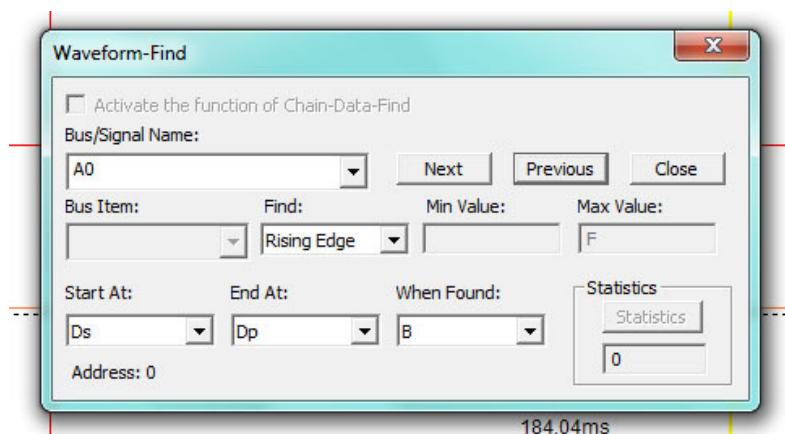 Waveform-Find
Activate the function of Chain-Data-Find
Bus/Signal Name:
A0 Next Previous Close
Bus Item: Find: Min Value: Max Value:
Rising Edge F
Start At: End At: When Found: Statistics
Statistics
Ds Dp B
0
Address: 0
184.04ms